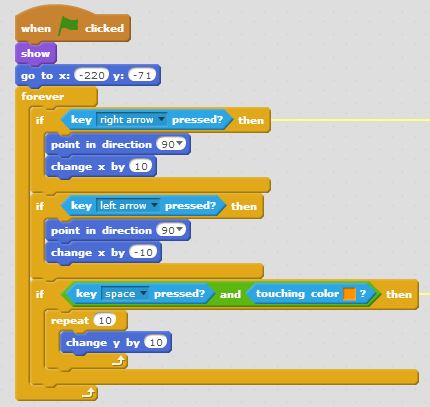 when clicked
show
go to x: -220 y: -71
forever
if key right arrow pressed? then
point in direction 90
change x by 10
if key left arrow pressed? then
point in direction 90
change x by -10
if key space pressed? and touching color ? then
repeat 10
change y by 10